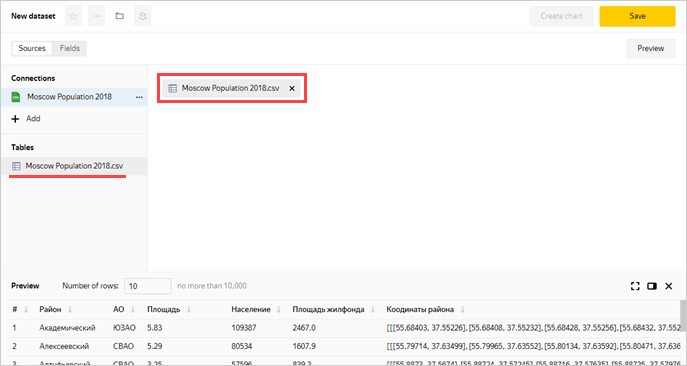 New dataset Create chart Save
Sources Fields Preview
Connections
Moscow Population 2018.csv
CSV Moscow Population 2018
Add
Tables
Moscow Population 2018.csv
Preview Number of rows: 10 no more than 10,000
# Район АО Площадь Население Площадь жилфонда Коодинаты района
1 Академический ЮЗАО 5.83 109387 2467.0 [[[55.68403, 37.55226], [55.68408, 37.55232], [55.68428, 37.55256], [55.68432, 37.552
2 Алексеевский СВАО 5.29 80534 1607.9 [[[55.79714, 37.63499], [55.79965, 37.63552], [55.80134, 37.63592], [55.80471, 37.636
3 Алтуфьевский СВАО 3.25 57596 839.3